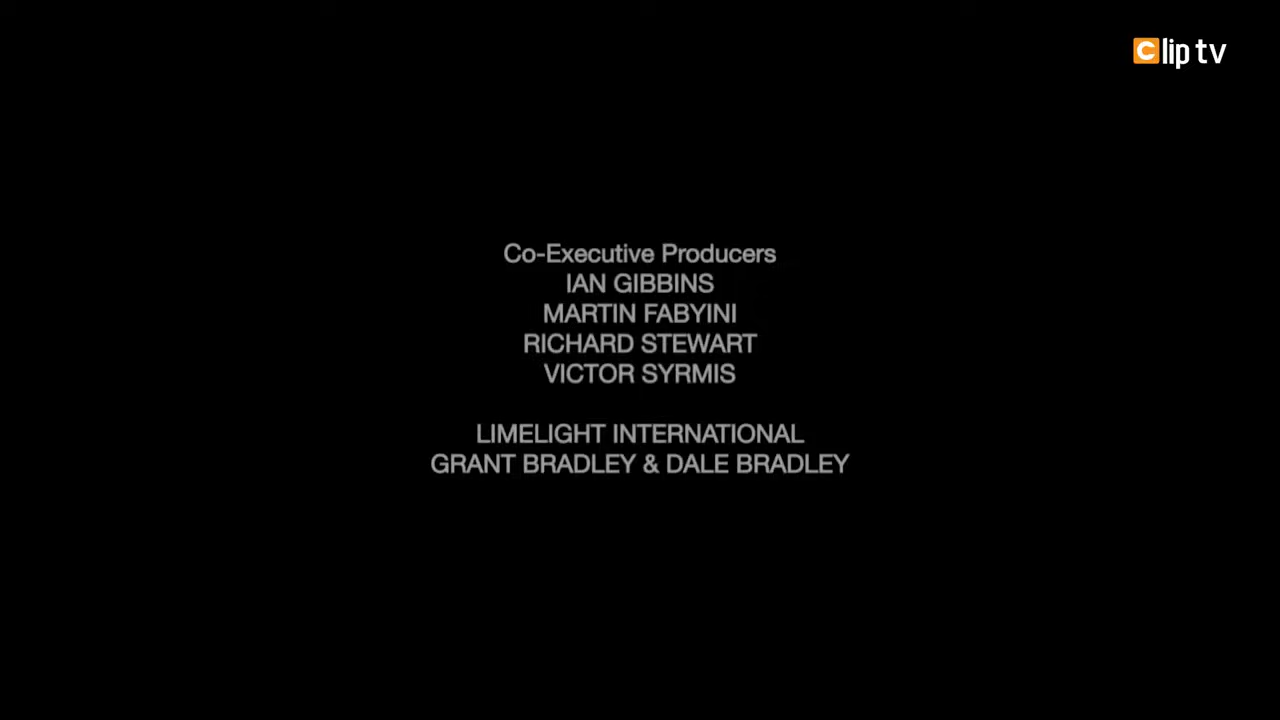 Clip tv
Co-Executive Producers
IAN GIBBINS
MARTIN FABYINI
RICHARD STEWART
VICTOR SYRMIS
LIMELIGHT INTERNATIONAL
GRANT BRADLEY & DALE BRADLEY